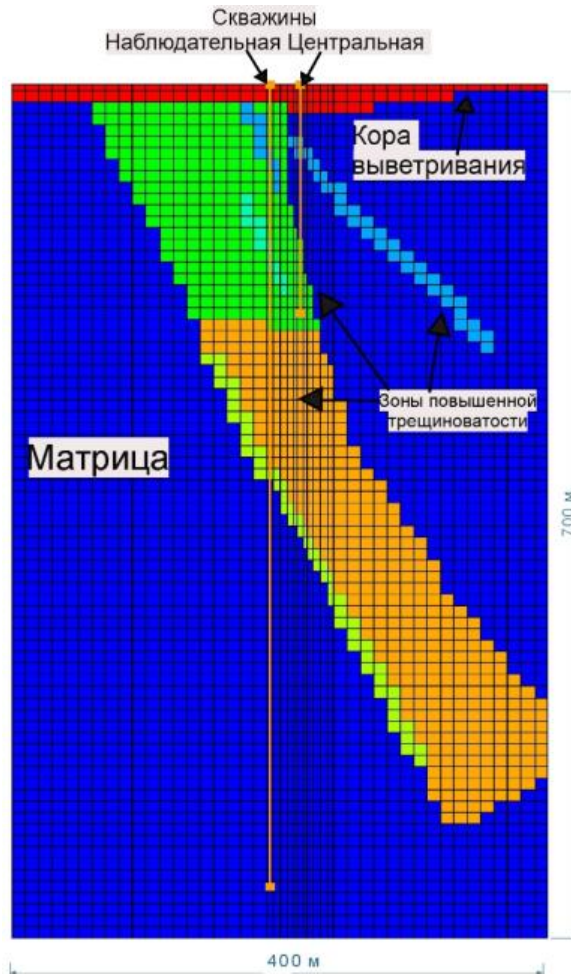 Скважины
Наблюдательная Центральная
Кора
выветривания
Зоны повышенной
трещиноватости
Матрица
700 м
400 м